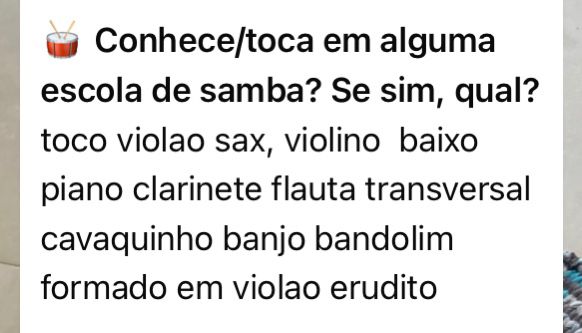 🥁 Conhece/toca em alguma
escola de samba? Se sim, qual?
toco violao sax, violino  baixo
piano clarinete flauta transversal
cavaquinho banjo bandolim
formado em violao erudito